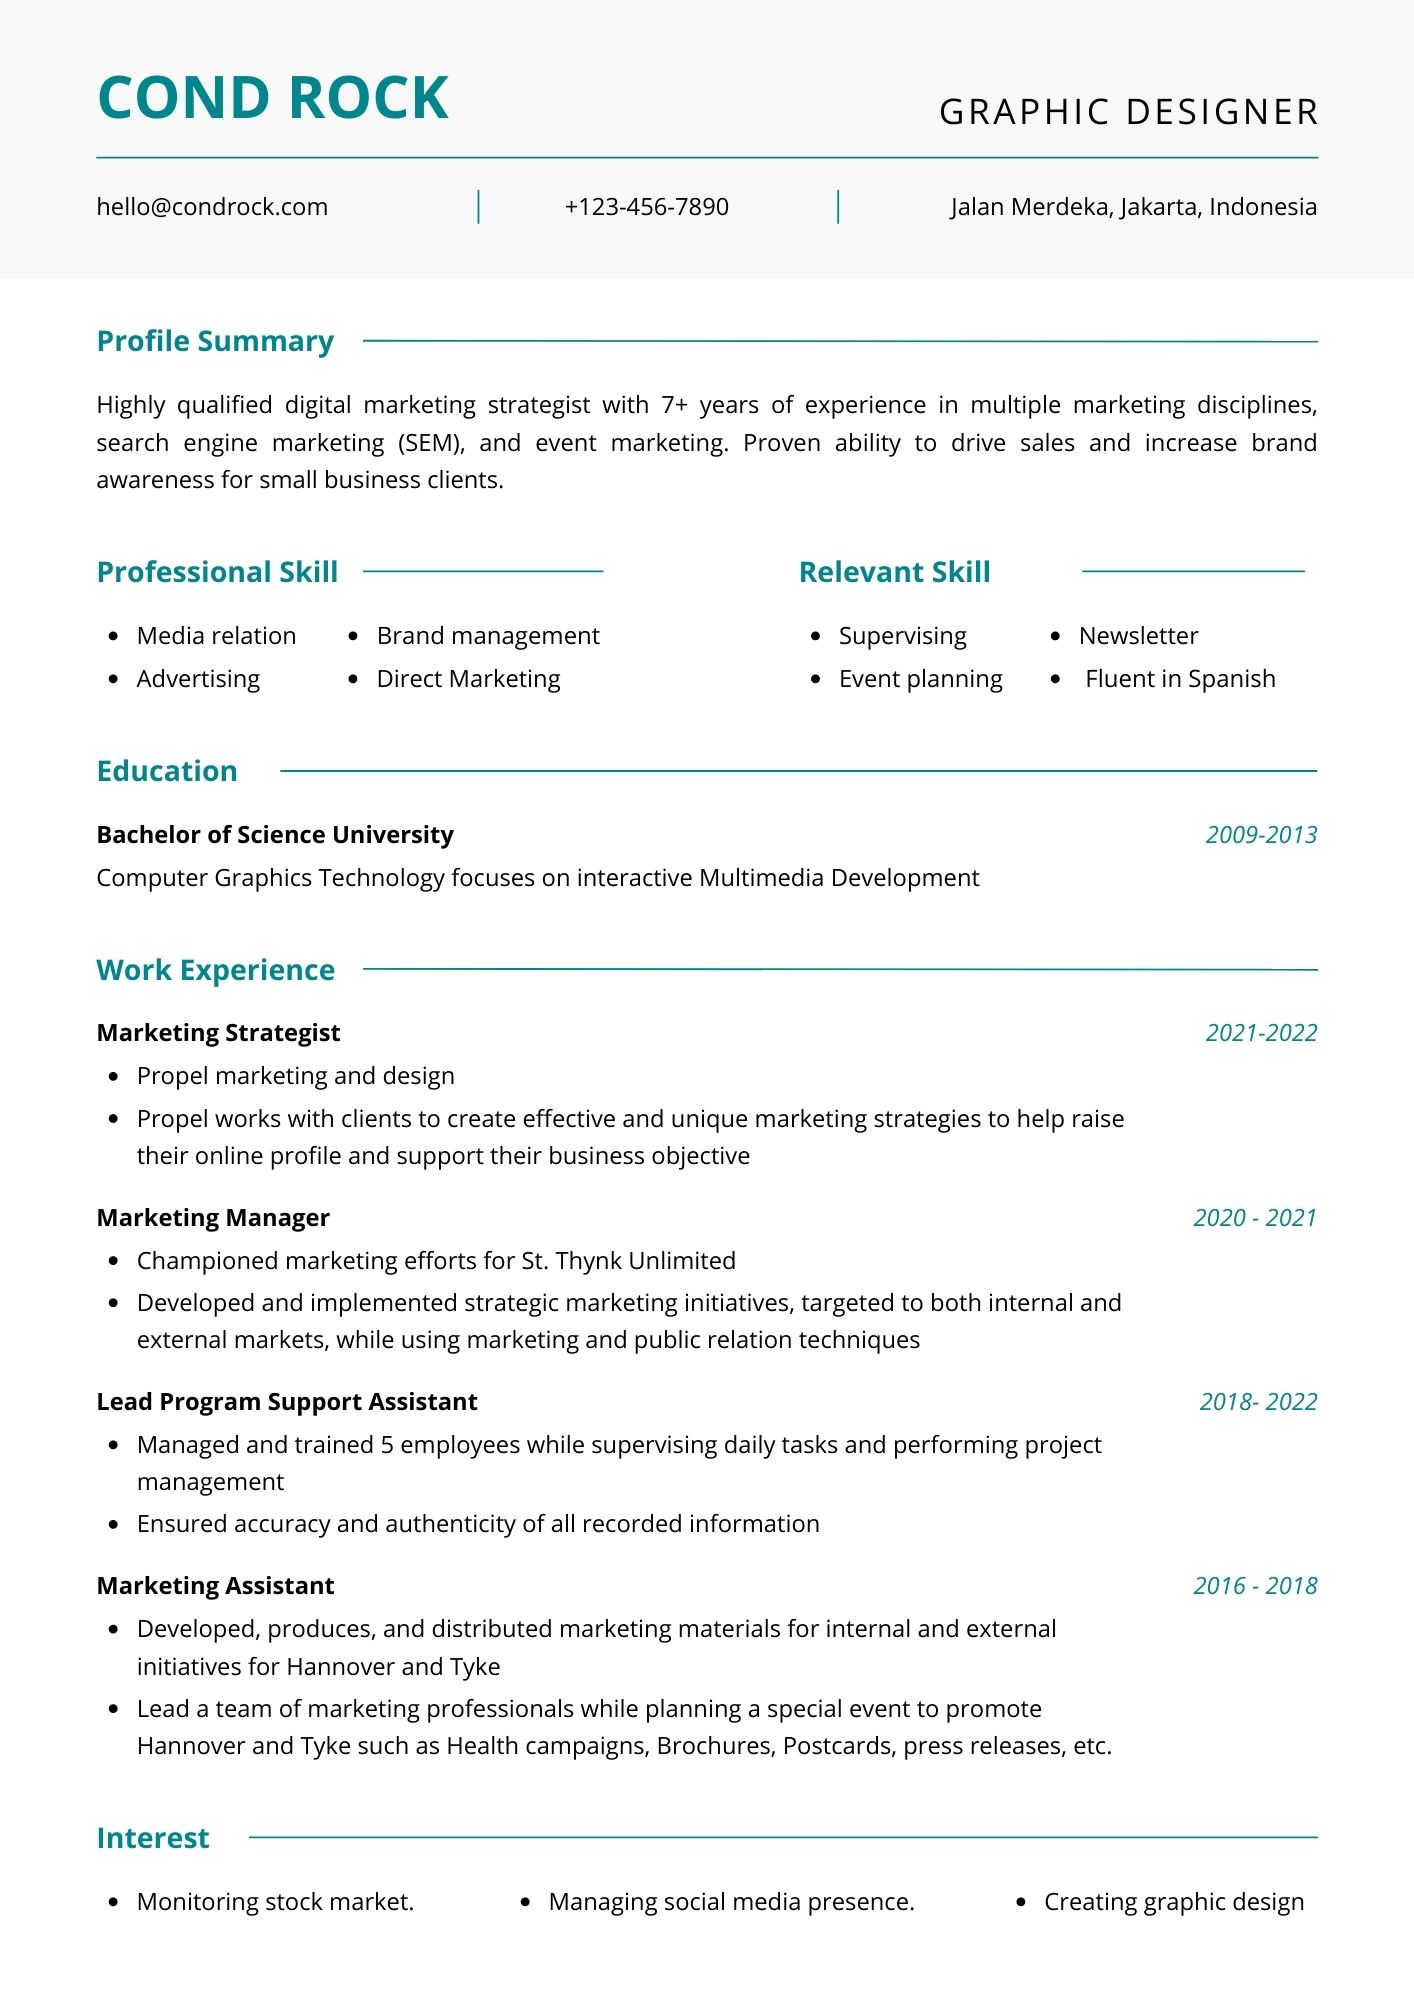 COND ROCK
GRAPHIC DESIGNER
hello@condrock.com
+123-456-7890
Jalan Merdeka, Jakarta, Indonesia
Profile Summary
Highly qualified digital marketing strategist with 7+ years of experience in multiple marketing disciplines,
search engine marketing (SEM), and event marketing. Proven ability to drive sales and increase brand
awareness for small business clients.
Professional Skill
• Media relation
• Advertising
• Brand management
• Direct Marketing
Relevant Skill
• Supervising
• Event planning
• Newsletter
• Fluent in Spanish
Education
Bachelor of Science University
2009-2013
Computer Graphics Technology focuses on interactive Multimedia Development
Work Experience
Marketing Strategist
2021-2022
• Propel marketing and design
• Propel works with clients to create effective and unique marketing strategies to help raise
their online profile and support their business objective
Marketing Manager
2020 - 2021
• Championed marketing efforts for St. Thynk Unlimited
• Developed and implemented strategic marketing initiatives, targeted to both internal and
external markets, while using marketing and public relation techniques
Lead Program Support Assistant
2018- 2022
• Managed and trained 5 employees while supervising daily tasks and performing project
management
• Ensured accuracy and authenticity of all recorded information
Marketing Assistant
2016 - 2018
• Developed, produces, and distributed marketing materials for internal and external
initiatives for Hannover and Tyke
• Lead a team of marketing professionals while planning a special event to promote
Hannover and Tyke such as Health campaigns, Brochures, Postcards, press releases, etc.
Interest
• Monitoring stock market.
• Managing social media presence.
• Creating graphic design